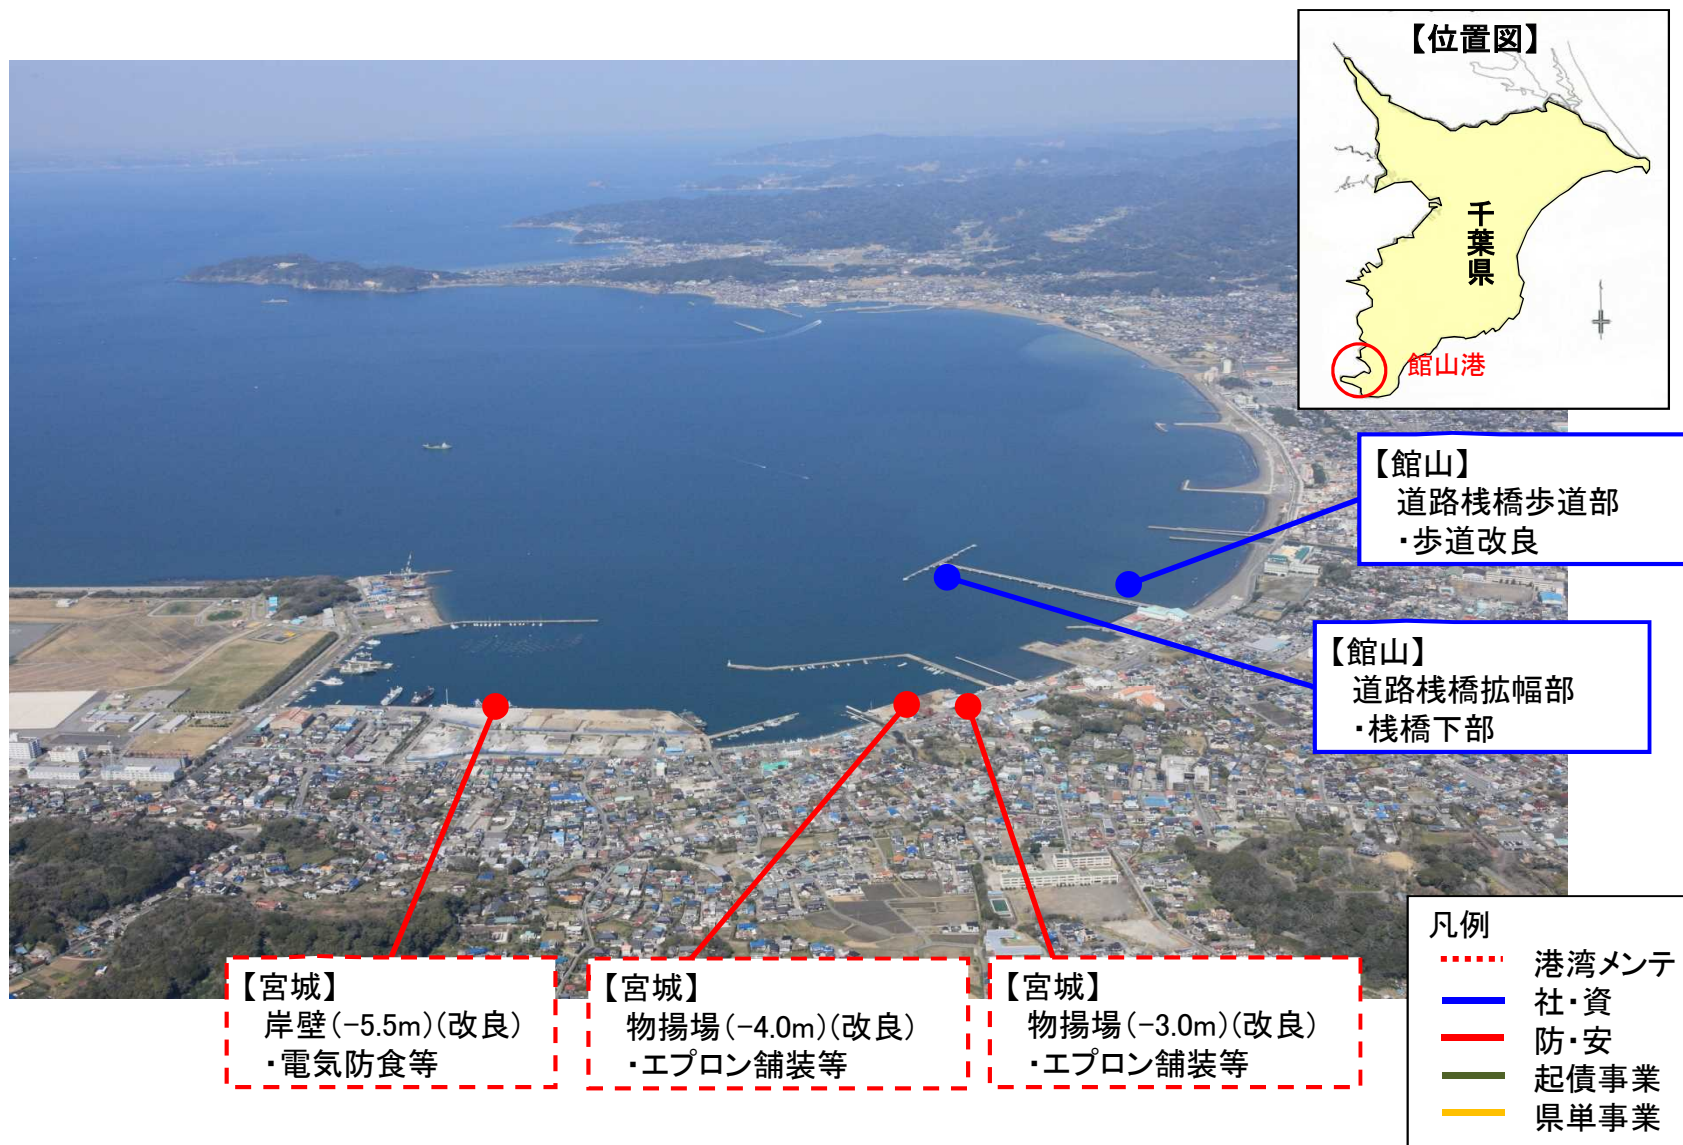 【位置図】
千葉県
館山港
【館山】
道路桟橋歩道部
・歩道改良
【館山】
道路桟橋拡幅部
・桟橋下部
【宮城】
岸壁(-5.5m)(改良)
・電気防食等
【宮城】
物揚場(-4.0m)(改良)
・エプロン舗装等
【宮城】
物揚場(-3.0m)(改良)
・エプロン舗装等
凡例
港湾メンテ
社・資
防・安
起債事業
県単事業